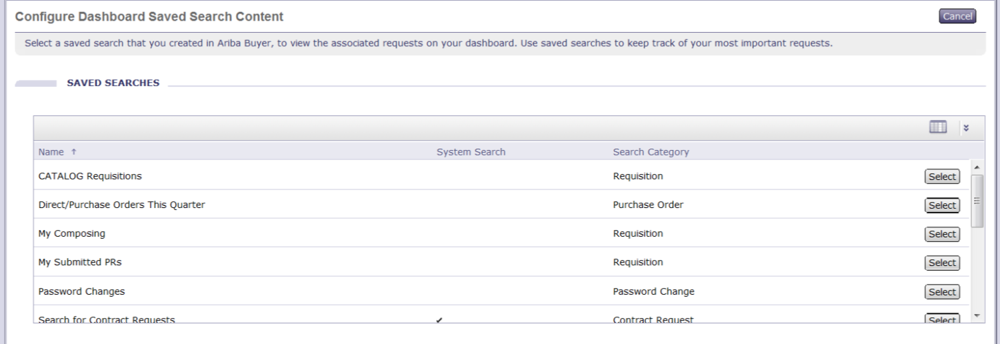 Configure Dashboard Saved Search Content
Cancel
Select a saved search that you created in Ariba Buyer, to view the associated requests on your dashboard. Use saved searches to keep track of your most important requests.
SAVED SEARCHES
Name ↑ System Search Search Category
CATALOG Requisitions Requisition Select
Direct/Purchase Orders This Quarter Purchase Order Select
My Composing Requisition Select
My Submitted PRs Requisition Select
Password Changes Password Change Select
Search for Contract Requests ✔ Contract Request Select